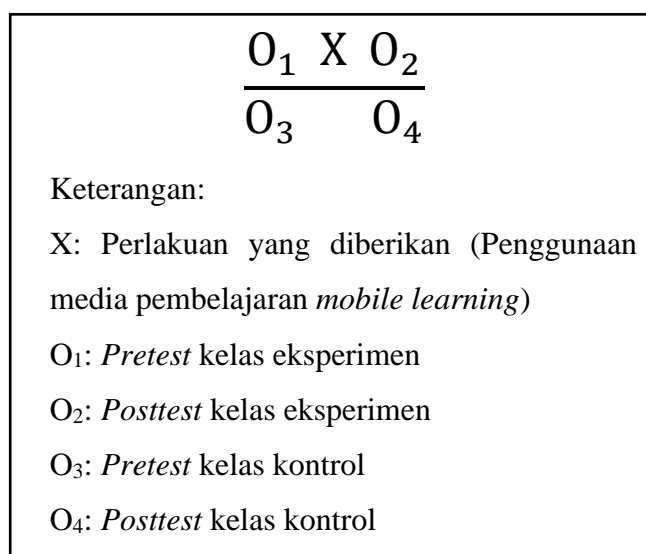 O₁ X O₂
O₃ O₄
Keterangan:
X: Perlakuan yang diberikan (Penggunaan
media pembelajaran mobile learning)
O₁: Pretest kelas eksperimen
O₂: Posttest kelas eksperimen
O₃: Pretest kelas kontrol
O₄: Posttest kelas kontrol